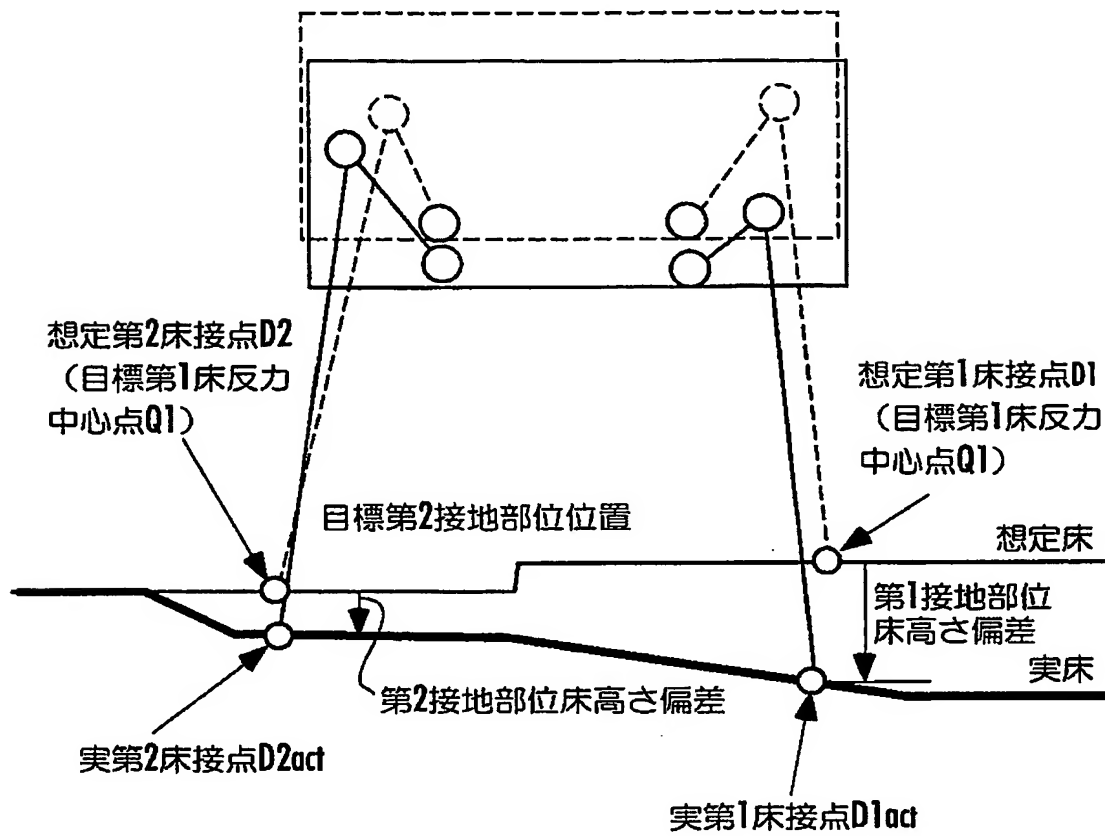 想定第2床接点D2
（目標第1床反力
中心点Q1）
想定第1床接点D1
（目標第1床反力
中心点Q1）
目標第2接地部位位置
想定床
第1接地部位
床高さ偏差
実床
第2接地部位床高さ偏差
実第2床接点D2act
実第1床接点D1act